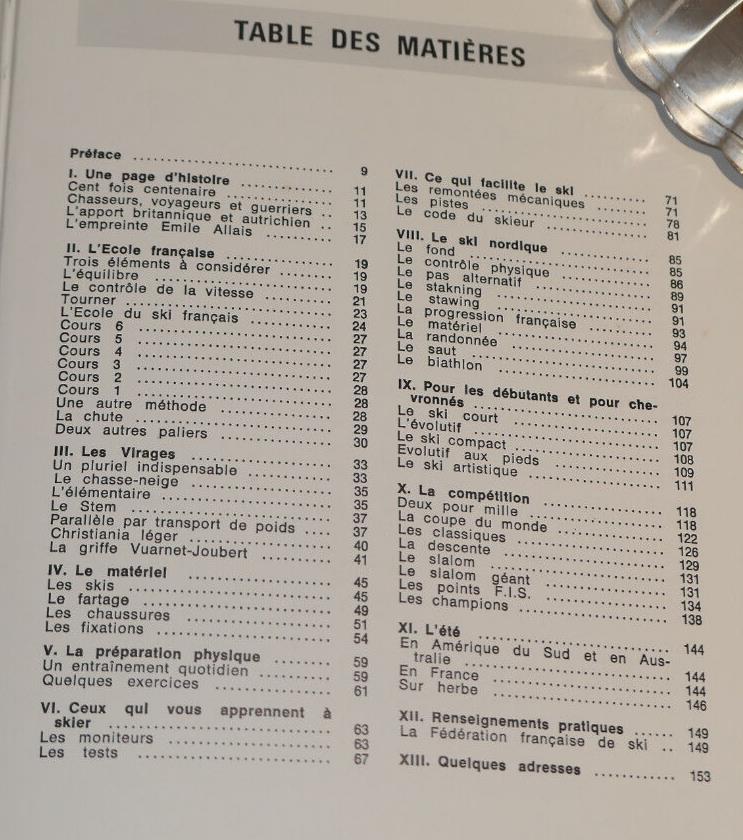 TABLE DES MATIÈRES
Préface .......................... 9
I. Une page d'histoire ............ 11
Cent fois centenaire ............ 11
Chasseurs, voyageurs et guerriers .. 13
L'apport britannique et autrichien .. 15
L'empreinte Emile Allais ......... 17
II. L'Ecole française ............ 19
Trois éléments à considérer ....... 19
L'équilibre ..................... 19
Le contrôle de la vitesse ......... 21
Tourner ........................ 23
L'Ecole du ski français .......... 24
Cours 6 ........................ 27
Cours 5 ........................ 27
Cours 4 ........................ 27
Cours 3 ........................ 27
Cours 2 ........................ 28
Cours 1 ........................ 28
Une autre méthode ............... 28
La chute ....................... 29
Deux autres paliers .............. 30
III. Les Virages .................. 33
Un pluriel indispensable .......... 33
Le chasse-neige ................. 35
L'élémentaire ................... 35
Le Stem ........................ 37
Parallèle par transport de poids ... 37
Christiania léger ................ 40
La griffe Vuarnet-Joubert ......... 41
IV. Le matériel .................. 45
Les skis ........................ 45
Le fartage ...................... 49
Les chaussures .................. 51
Les fixations .................... 54
V. La préparation physique ........ 59
Un entraînement quotidien ......... 59
Quelques exercices .............. 61
VI. Ceux qui vous apprennent à
skier .......................... 63
Les moniteurs ................... 63
Les tests ....................... 67
VII. Ce qui facilite le ski ......... 71
Les remontées mécaniques ........ 71
Les pistes ...................... 78
Le code du skieur ............... 81
VIII. Le ski nordique ............ 85
Le fond ........................ 85
Le contrôle physique ............ 86
Le pas alternatif ................ 89
Le stakning ..................... 91
Le stawing ...................... 91
La progression française .......... 93
Le matériel ..................... 94
La randonnée ................... 97
Le saut ........................ 99
Le biathlon ..................... 104
IX. Pour les débutants et pour che-
vronnés ........................ 107
Le ski court .................... 107
L'évolutif ....................... 107
Le ski compact .................. 108
Evolutif aux pieds ............... 109
Le ski artistique ................ 111
X. La compétition ................ 118
Deux pour mille ................. 118
La coupe du monde .............. 122
Les classiques ................... 126
La descente .................... 129
Le slalom ...................... 131
Le slalom géant ................. 131
Les points F.I.S. ................. 134
Les champions .................. 138
XI. L'été ........................ 144
En Amérique du Sud et en Aus-
tralie .......................... 144
En France ...................... 144
Sur herbe ...................... 146
XII. Renseignements pratiques ...... 149
La Fédération française de ski .. 149
XIII. Quelques adresses ............ 153